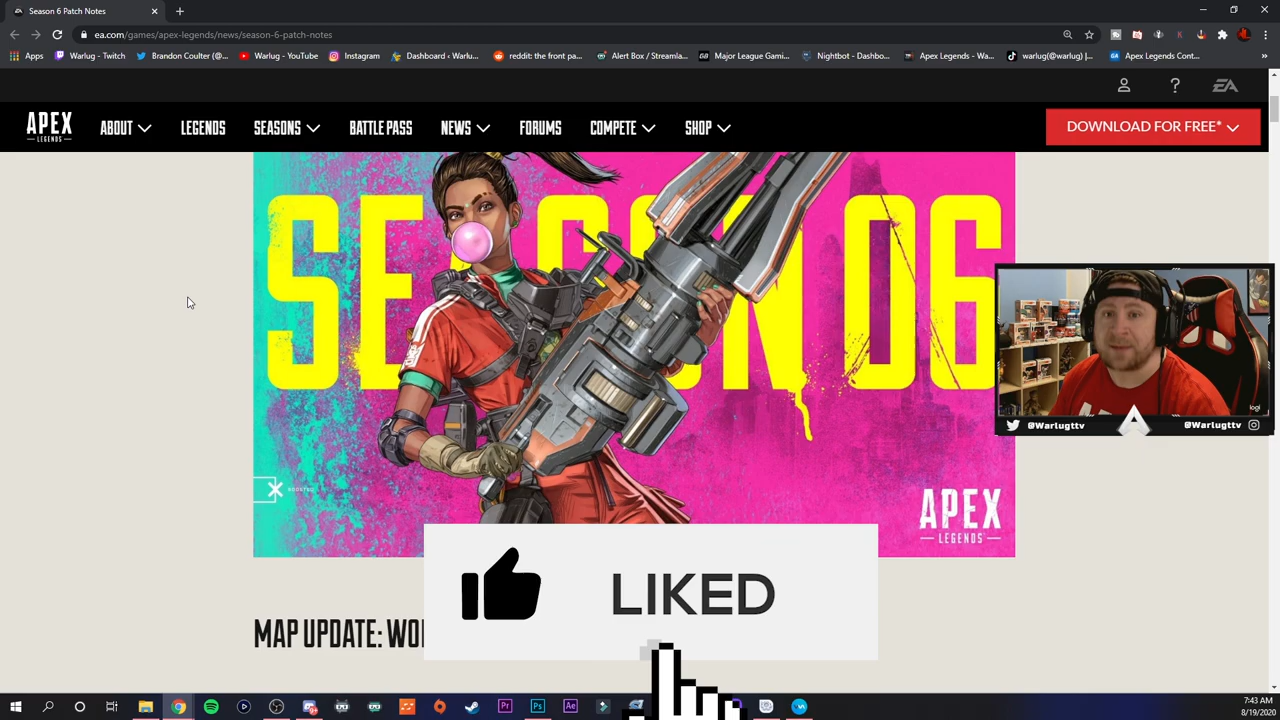 Season 6 Patch Notes
ea.com/games/apex-legends/news/season-6-patch-notes
Apps
Warlug - Twitch
Brandon Coulter (@...
Warlug - YouTube
Instagram
Dashboard ‹ Warlu...
reddit: the front pa...
Alert Box / Streamla...
Major League Gami...
Nightbot - Dashbo...
Apex Legends - Wa...
warlug(@warlug) |...
Apex Legends Cont...
EA
APEX
LEGENDS
ABOUT
LEGENDS
SEASONS
BATTLE PASS
NEWS
FORUMS
COMPETE
SHOP
DOWNLOAD FOR FREE*
SEASON 06
APEX
LEGENDS
logi
@Warlugttv
@Warlugttv
LIKED
MAP UPDATE:
7:43 AM
8/19/2020